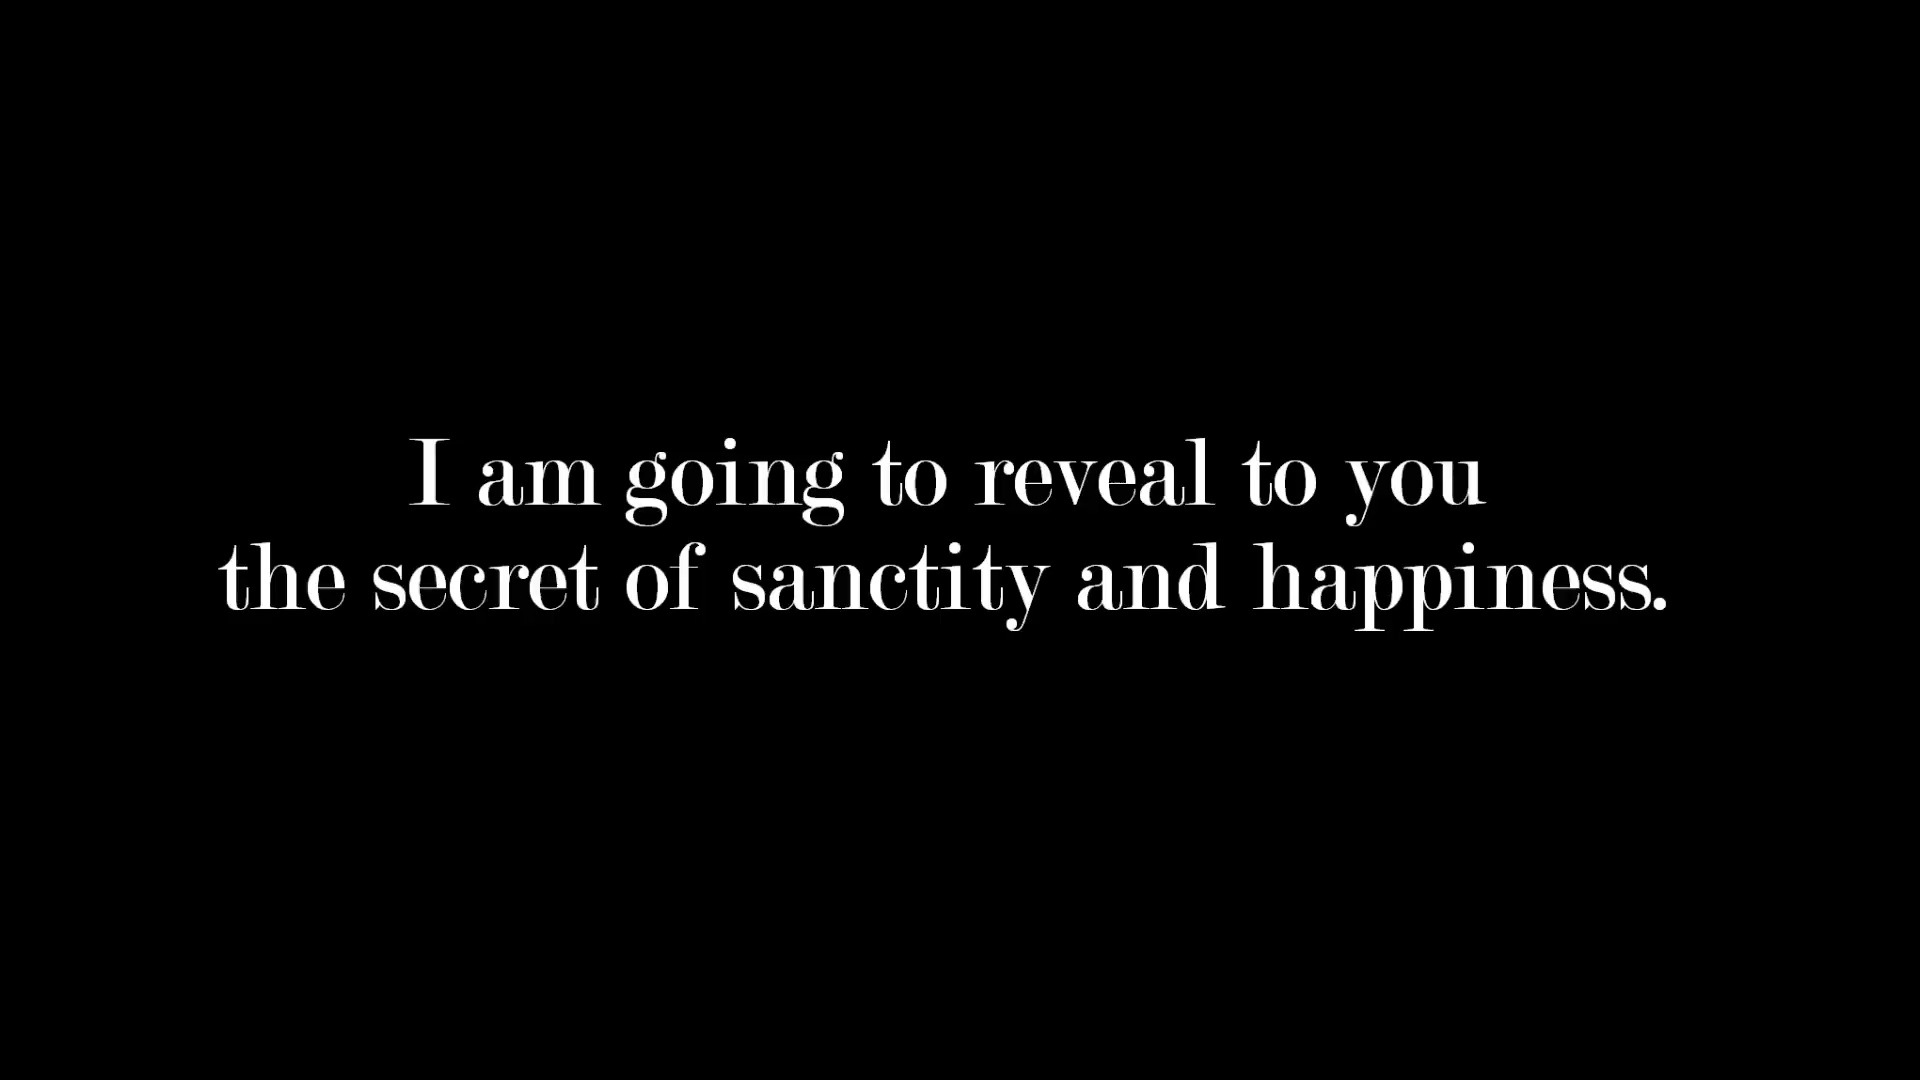 I am going to reveal to you
the secret of sanctity and happiness.